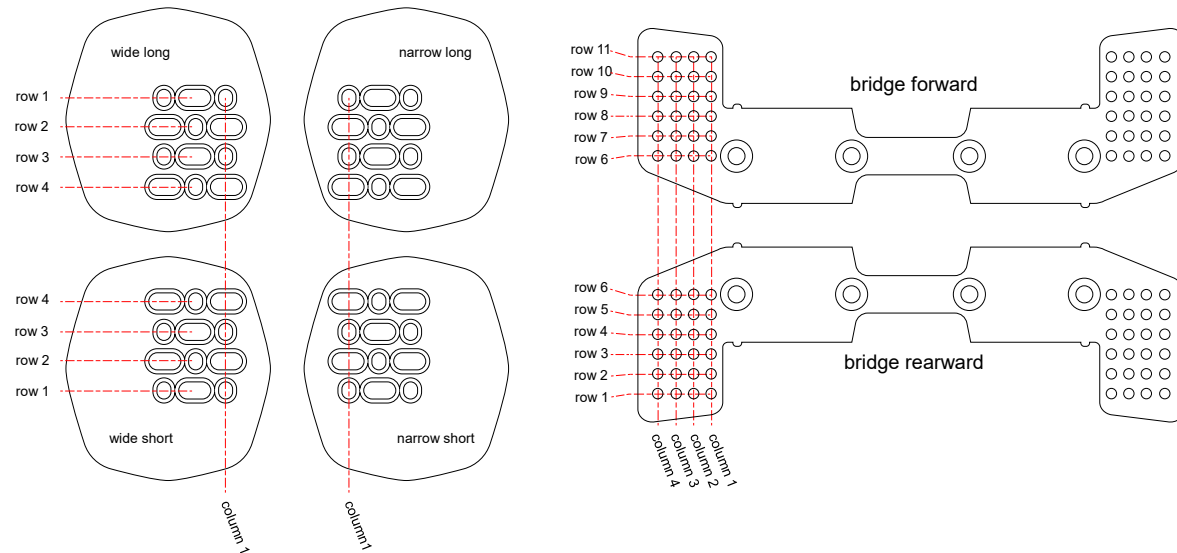 wide long
narrow long
row 1
row 2
row 3
row 4
row 4
row 3
row 2
row 1
wide short
narrow short
column 1
column1
row 11
row 10
row 9
row 8
row 7
row 6
bridge forward
row 6
row 5
row 4
row 3
row 2
row 1
bridge rearward
column 4
column 3
column 2
column 1